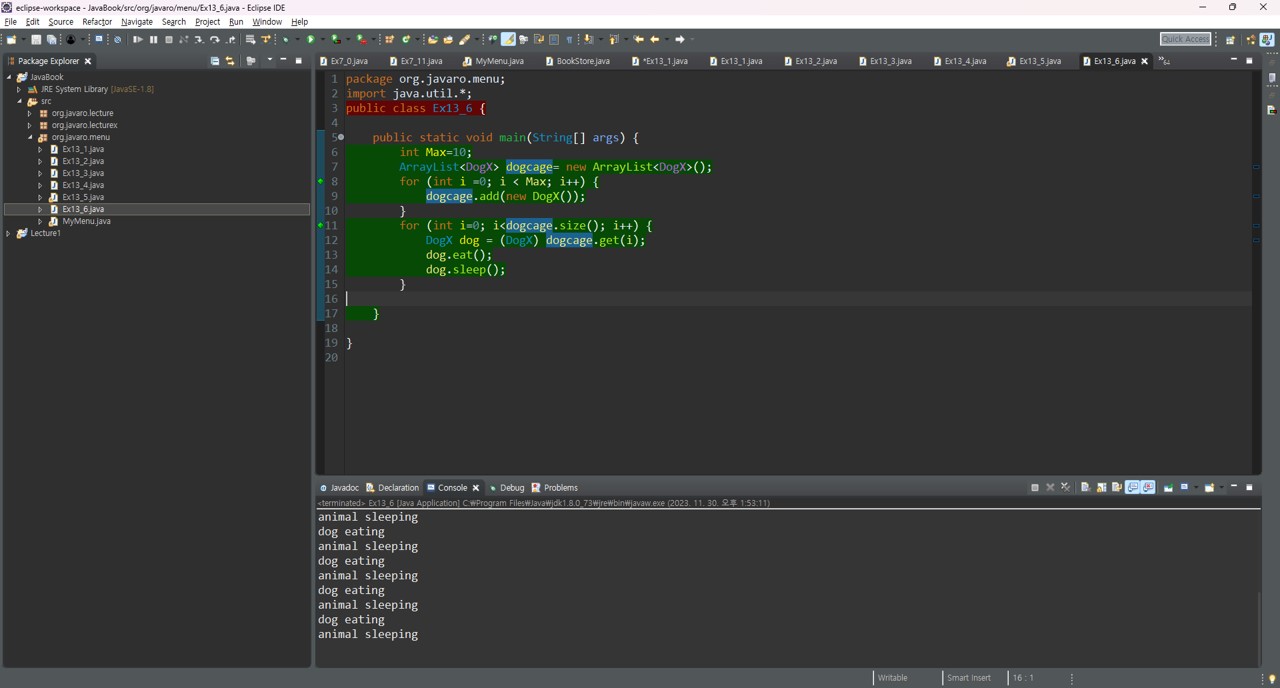 eclipse-workspace - JavaBook/src/org/javaro/menu/Ex13_6.java - Eclipse IDE
File Edit Source Refactor Navigate Search Project Run Window Help
Quick Access
Package Explorer
JavaBook
JRE System Library [JavaSE-1.8]
src
org.javaro.lecture
org.javaro.lecturex
org.javaro.menu
Ex13_1.java
Ex13_2.java
Ex13_3.java
Ex13_4.java
Ex13_5.java
Ex13_6.java
MyMenu.java
Lecture1
Ex7_0.java Ex7_11.java MyMenu.java BookStore.java *Ex13_1.java Ex13_1.java Ex13_2.java Ex13_3.java Ex13_4.java Ex13_5.java Ex13_6.java
1 package org.javaro.menu;
2 import java.util.*;
3 public class Ex13_6 {
4
5 public static void main(String[] args) {
6 int Max=10;
7 ArrayList<DogX> dogcage= new ArrayList<DogX>();
8 for (int i =0; i < Max; i++) {
9 dogcage.add(new DogX());
10 }
11 for (int i=0; i<dogcage.size(); i++) {
12 DogX dog = (DogX) dogcage.get(i);
13 dog.eat();
14 dog.sleep();
15 }
16
17 }
18
19 }
20
Javadoc Declaration Console Debug Problems
<terminated> Ex13_6 [Java Application] C:₩Program Files₩Java₩jdk1.8.0_73₩jre₩bin₩javaw.exe (2023. 11. 30. 오후 1:53:11)
animal sleeping
dog eating
animal sleeping
dog eating
animal sleeping
dog eating
animal sleeping
dog eating
animal sleeping
Writable Smart Insert 16 : 1